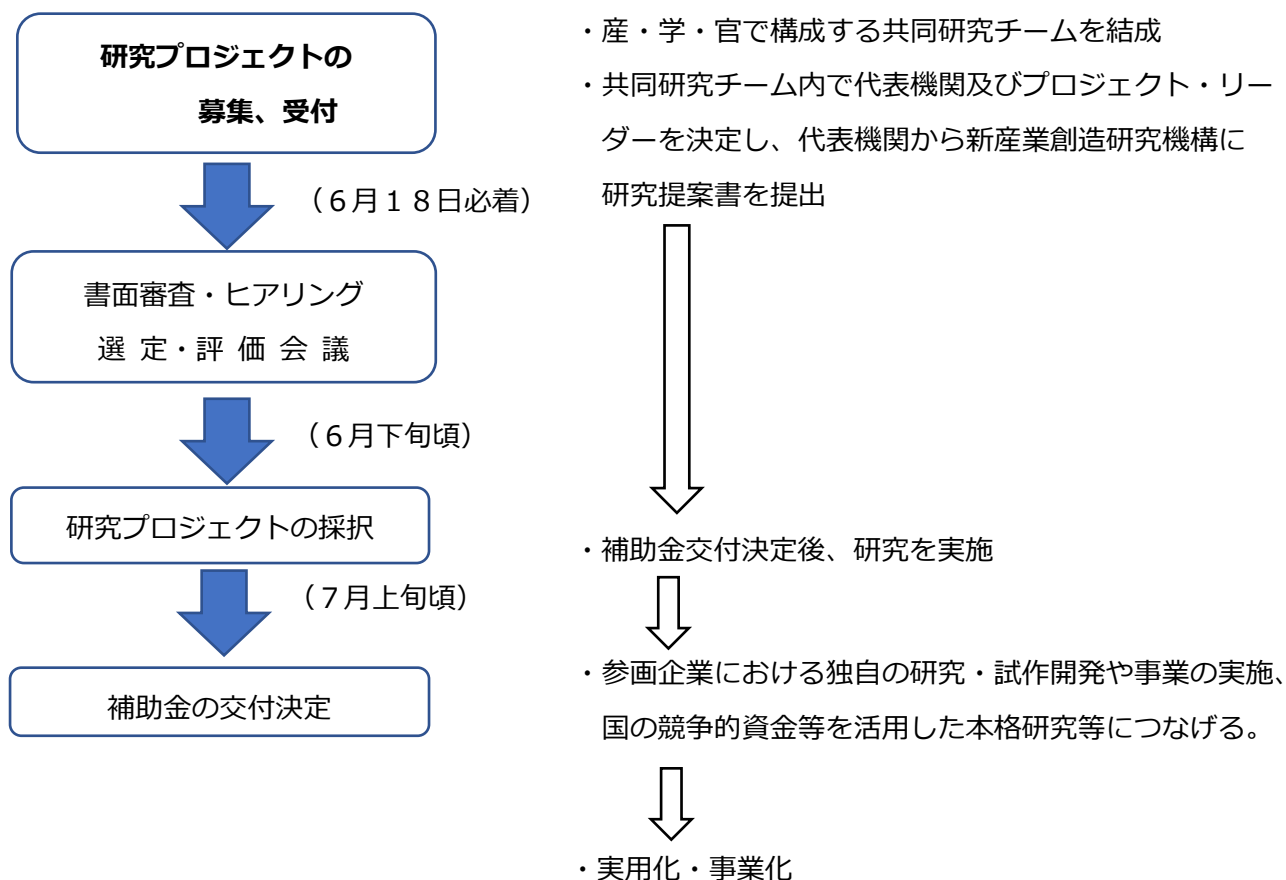 研究プロジェクトの
募集、受付
（６月１８日必着）
書面審査・ヒアリング
選 定・評 価 会 議
（６月下旬頃）
研究プロジェクトの採択
（７月上旬頃）
補助金の交付決定
・産・学・官で構成する共同研究チームを結成
・共同研究チーム内で代表機関及びプロジェクト・リー
ダーを決定し、代表機関から新産業創造研究機構に
研究提案書を提出
・補助金交付決定後、研究を実施
・参画企業における独自の研究・試作開発や事業の実施、
国の競争的資金等を活用した本格研究等につなげる。
・実用化・事業化